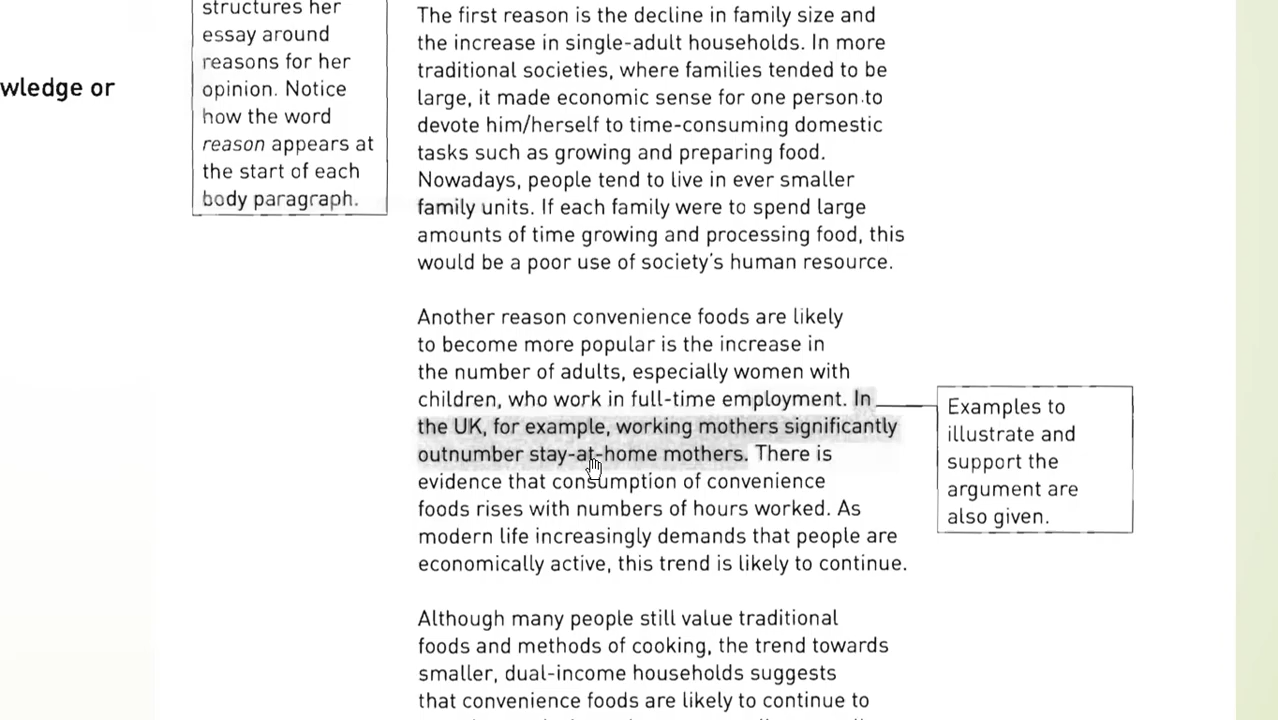 wledge or
structures her
essay around
reasons for her
opinion. Notice
how the word
reason appears at
the start of each
body paragraph.
The first reason is the decline in family size and
the increase in single-adult households. In more
traditional societies, where families tended to be
large, it made economic sense for one person to
devote him/herself to time-consuming domestic
tasks such as growing and preparing food.
Nowadays, people tend to live in ever smaller
family units. If each family were to spend large
amounts of time growing and processing food, this
would be a poor use of society's human resource.
Another reason convenience foods are likely
to become more popular is the increase in
the number of adults, especially women with
children, who work in full-time employment. In
the UK, for example, working mothers significantly
outnumber stay-at-home mothers. There is
evidence that consumption of convenience
foods rises with numbers of hours worked. As
modern life increasingly demands that people are
economically active, this trend is likely to continue.
Examples to
illustrate and
support the
argument are
also given.
Although many people still value traditional
foods and methods of cooking, the trend towards
smaller, dual-income households suggests
that convenience foods are likely to continue to